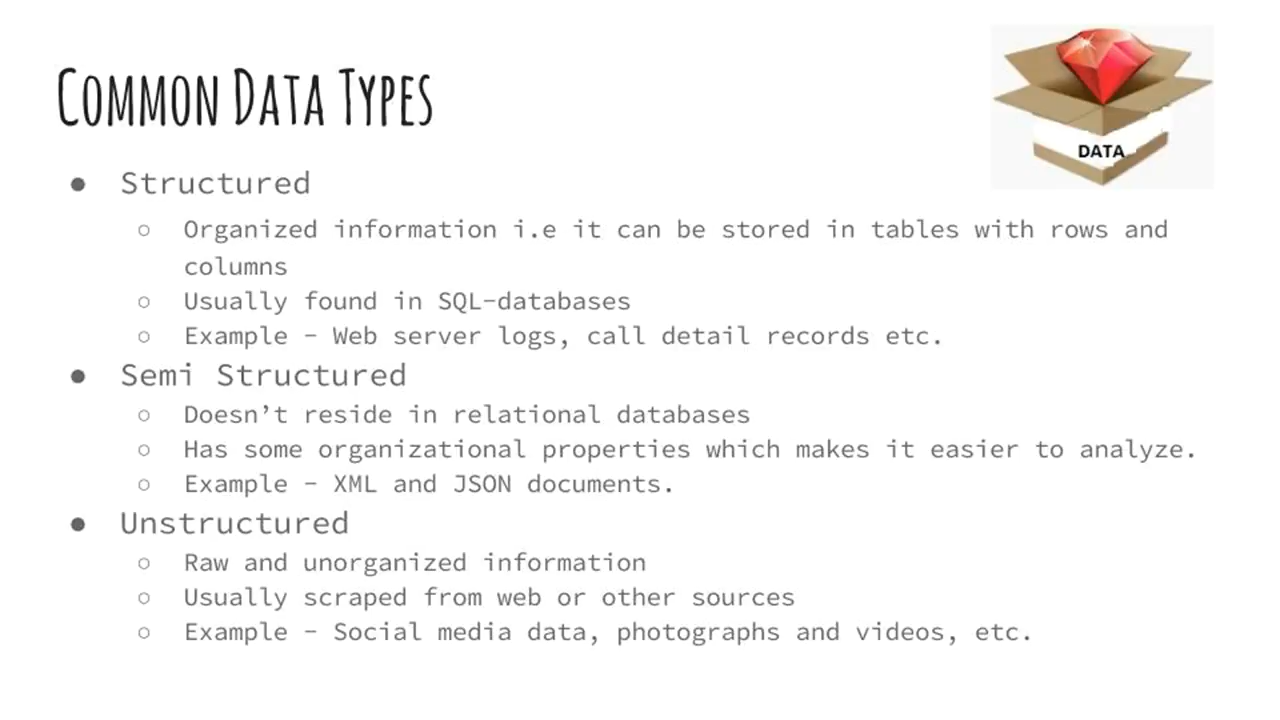 Common Data Types
DATA
● Structured
○ Organized information i.e it can be stored in tables with rows and
columns
○ Usually found in SQL-databases
○ Example - Web server logs, call detail records etc.
● Semi Structured
○ Doesn’t reside in relational databases
○ Has some organizational properties which makes it easier to analyze.
○ Example - XML and JSON documents.
● Unstructured
○ Raw and unorganized information
○ Usually scraped from web or other sources
○ Example - Social media data, photographs and videos, etc.